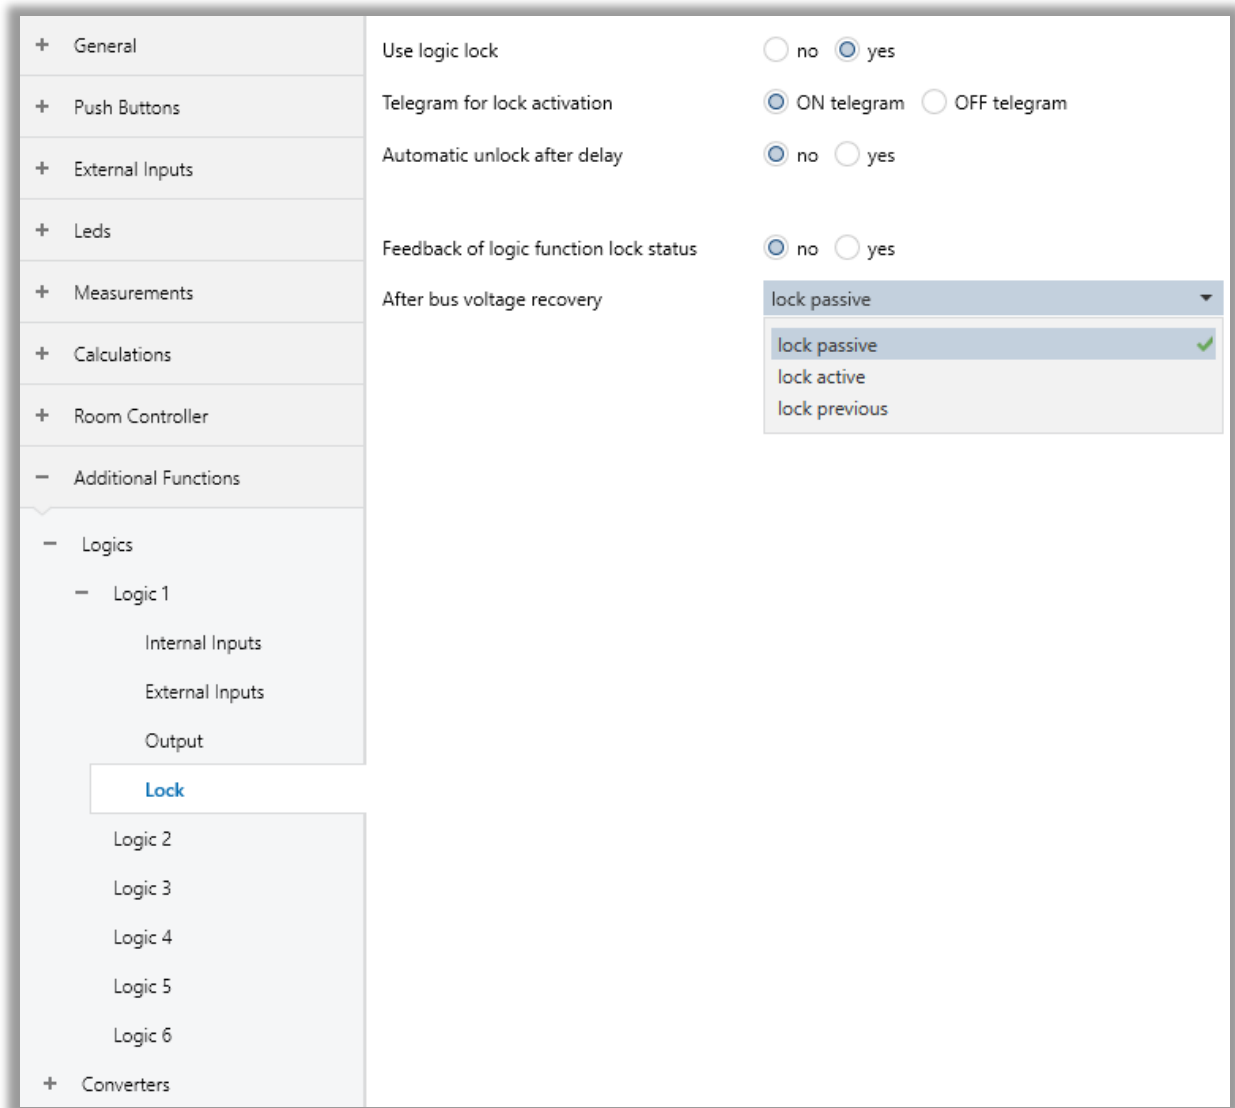 General
Push Buttons
External Inputs
Leds
Measurements
Calculations
Room Controller
Additional Functions
Logics
Logic 1
Internal Inputs
External Inputs
Output
Lock
Logic 2
Logic 3
Logic 4
Logic 5
Logic 6
Converters
Use logic lock no yes
Telegram for lock activation ON telegram OFF telegram
Automatic unlock after delay no yes
Feedback of logic function lock status no yes
After bus voltage recovery lock passive
lock passive
lock active
lock previous